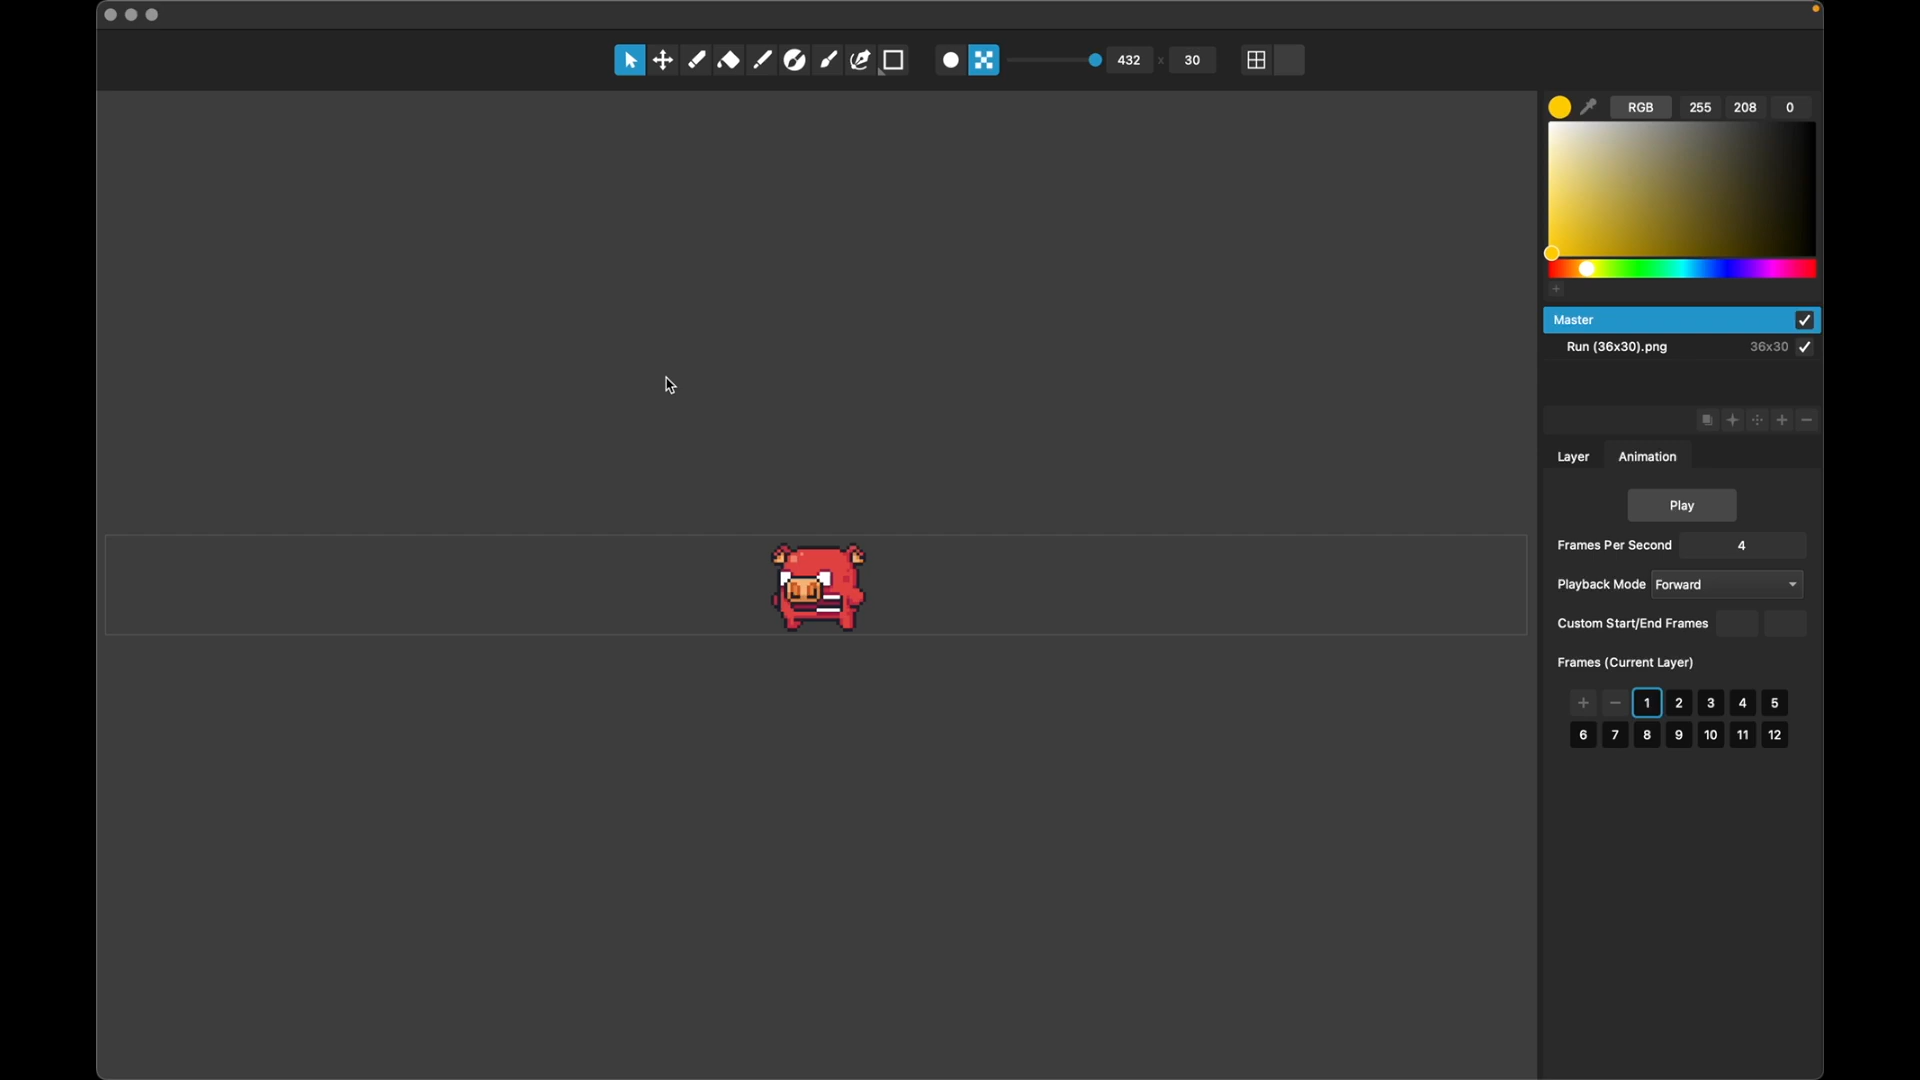 432 x 30
RGB 255 208 0
Master
Run (36x30).png 36x30
Layer Animation
Play
Frames Per Second 4
Playback Mode Forward
Custom Start/End Frames
Frames (Current Layer)
+ − 1 2 3 4 5
6 7 8 9 10 11 12